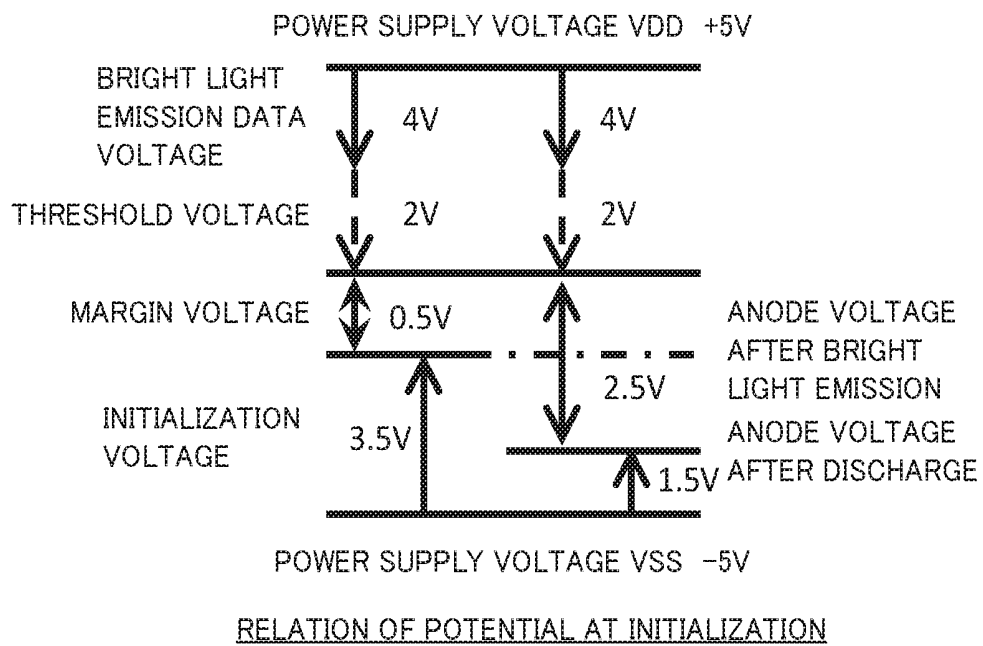 POWER SUPPLY VOLTAGE VDD +5V
BRIGHT LIGHT
EMISSION DATA
VOLTAGE
4V
4V
THRESHOLD VOLTAGE
2V
2V
MARGIN VOLTAGE
0.5V
ANODE VOLTAGE
AFTER BRIGHT
LIGHT EMISSION
2.5V
INITIALIZATION
VOLTAGE
3.5V
ANODE VOLTAGE
AFTER DISCHARGE
1.5V
POWER SUPPLY VOLTAGE VSS −5V
RELATION OF POTENTIAL AT INITIALIZATION